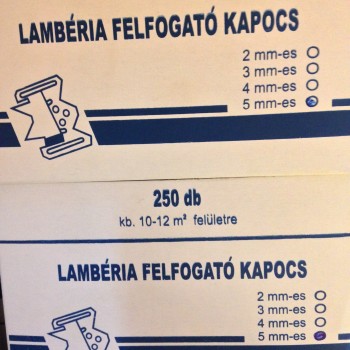 LAMBÉRIA FELFOGATÓ KAPOCS
2 mm-es
3 mm-es
4 mm-es
5 mm-es
250 db
kb. 10-12 m² felületre
LAMBÉRIA FELFOGATÓ KAPOCS
2 mm-es
3 mm-es
4 mm-es
5 mm-es